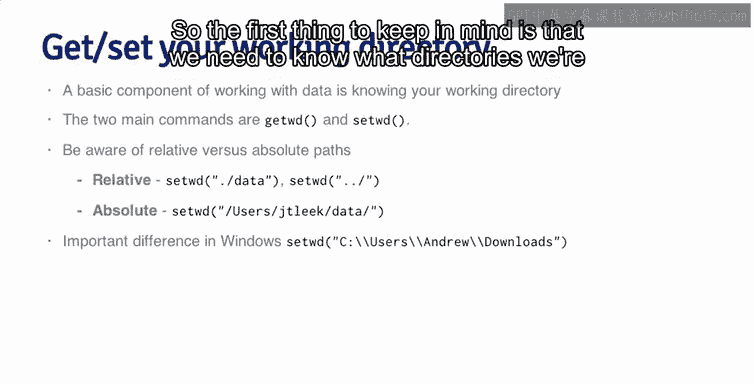 Get/set your working directory
So the first thing to keep in mind is that
we need to know what directories we're
· A basic component of working with data is knowing your working directory
· The two main commands are getwd() and setwd().
· Be aware of relative versus absolute paths
- Relative - setwd("./data"), setwd("../")
- Absolute - setwd("/Users/jtleek/data/")
· Important difference in Windows setwd("C:\\Users\\Andrew\\Downloads")